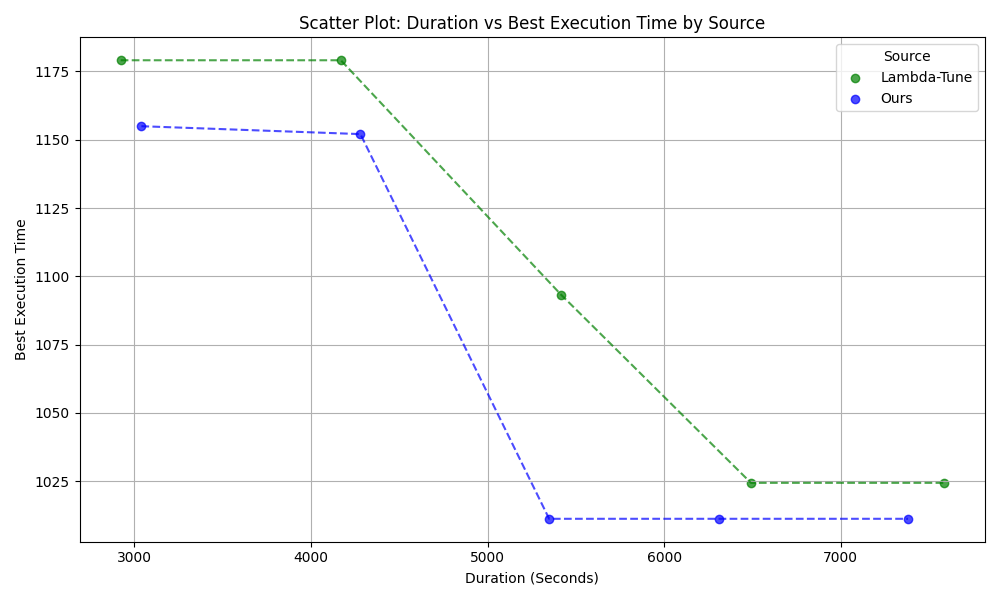 Scatter Plot: Duration vs Best Execution Time by Source
Source
Lambda-Tune
Ours
Best Execution Time
1175
1150
1125
1100
1075
1050
1025
3000
4000
5000
6000
7000
Duration (Seconds)